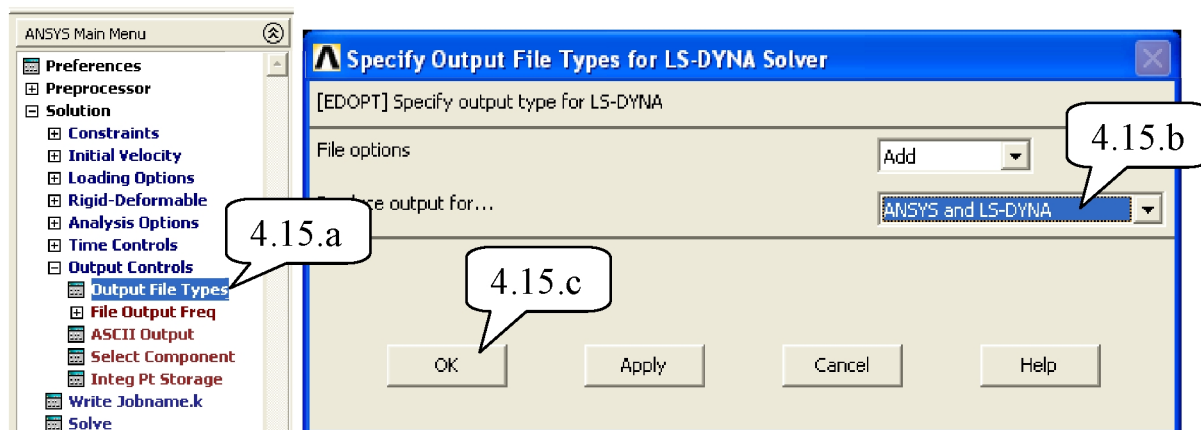 ANSYS Main Menu
Preferences
Preprocessor
Solution
Constraints
Initial Velocity
Loading Options
Rigid-Deformable
Analysis Options
Time Controls
Output Controls
Output File Types
File Output Freq
ASCII Output
Select Component
Integ Pt Storage
Write Jobname.k
Solve
4.15.a
Specify Output File Types for LS-DYNA Solver
[EDOPT] Specify output type for LS-DYNA
File options
Add
4.15.b
output for...
ANSYS and LS-DYNA
4.15.c
OK
Apply
Cancel
Help